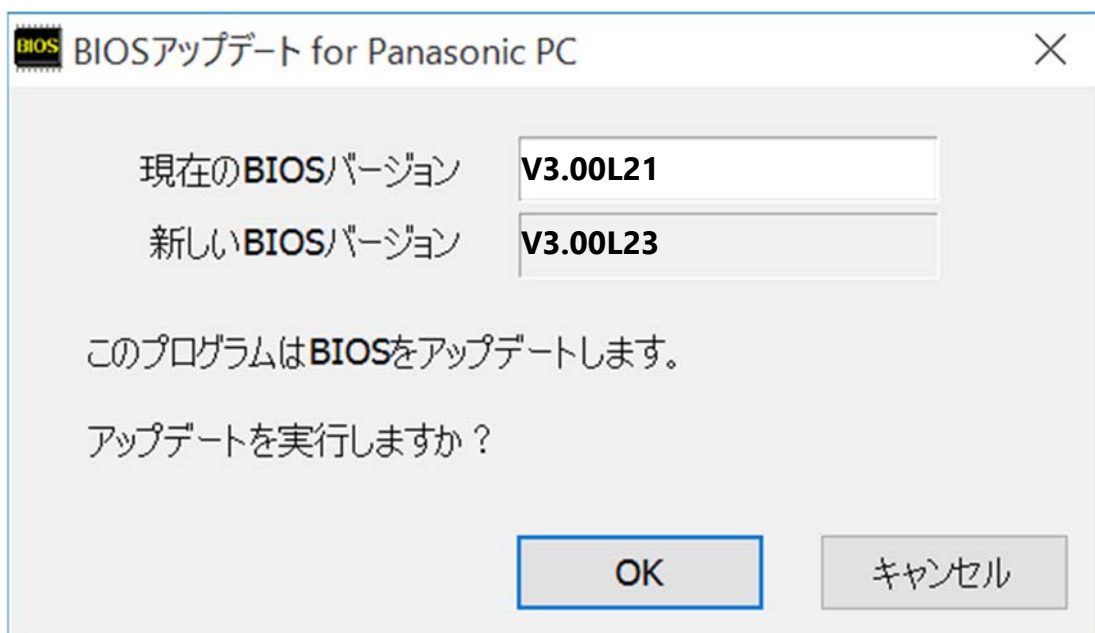 BIOS
BIOSアップデート for Panasonic PC
現在のBIOSバージョン V3.00L21
新しいBIOSバージョン V3.00L23
このプログラムはBIOSをアップデートします。
アップデートを実行しますか？
OK キャンセル